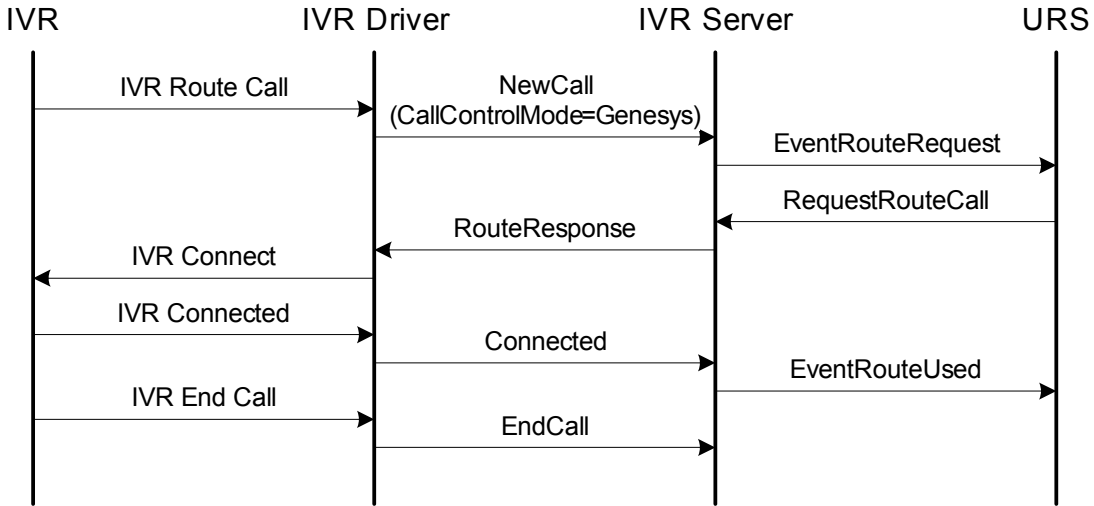 IVR
IVR Driver
IVR Server
URS
IVR Route Call
NewCall
(CallControlMode=Genesys)
EventRouteRequest
RequestRouteCall
RouteResponse
IVR Connect
IVR Connected
Connected
EventRouteUsed
IVR End Call
EndCall